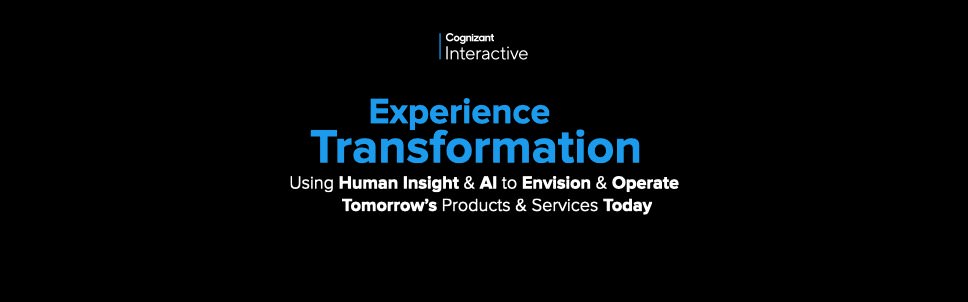 Cognizant
Interactive
Experience
Transformation
Using Human Insight & AI to Envision & Operate
Tomorrow's Products & Services Today